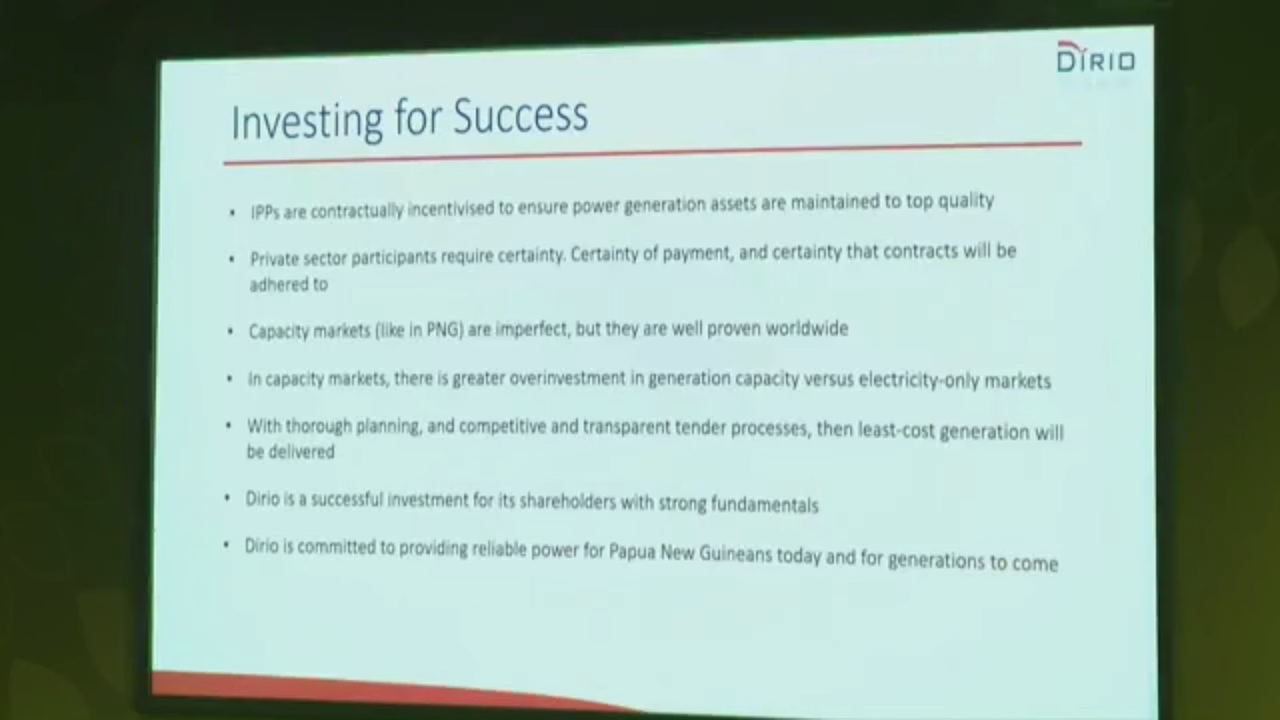 DIRIO
Investing for Success
• IPPs are contractually incentivised to ensure power generation assets are maintained to top quality
• Private sector participants require certainty. Certainty of payment, and certainty that contracts will be
adhered to
• Capacity markets (like in PNG) are imperfect, but they are well proven worldwide
• In capacity markets, there is greater overinvestment in generation capacity versus electricity-only markets
• With thorough planning, and competitive and transparent tender processes, then least-cost generation will
be delivered
• Dirio is a successful investment for its shareholders with strong fundamentals
• Dirio is committed to providing reliable power for Papua New Guineans today and for generations to come